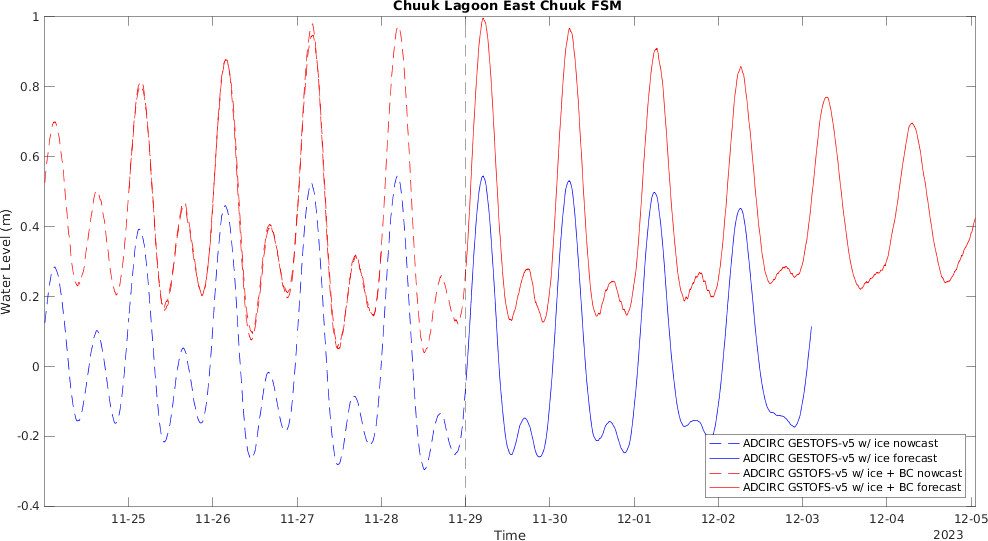 Chuuk Lagoon East Chuuk FSM
1
0.8
0.6
0.4
0.2
0
-0.2
-0.4
Water Level (m)
11-25 11-26 11-27 11-28 11-29 11-30 12-01 12-02 12-03 12-04 12-05
Time
2023
ADCIRC GESTOFS-v5 w/ ice nowcast
ADCIRC GESTOFS-v5 w/ ice forecast
ADCIRC GSTOFS-v5 w/ ice + BC nowcast
ADCIRC GSTOFS-v5 w/ ice + BC forecast